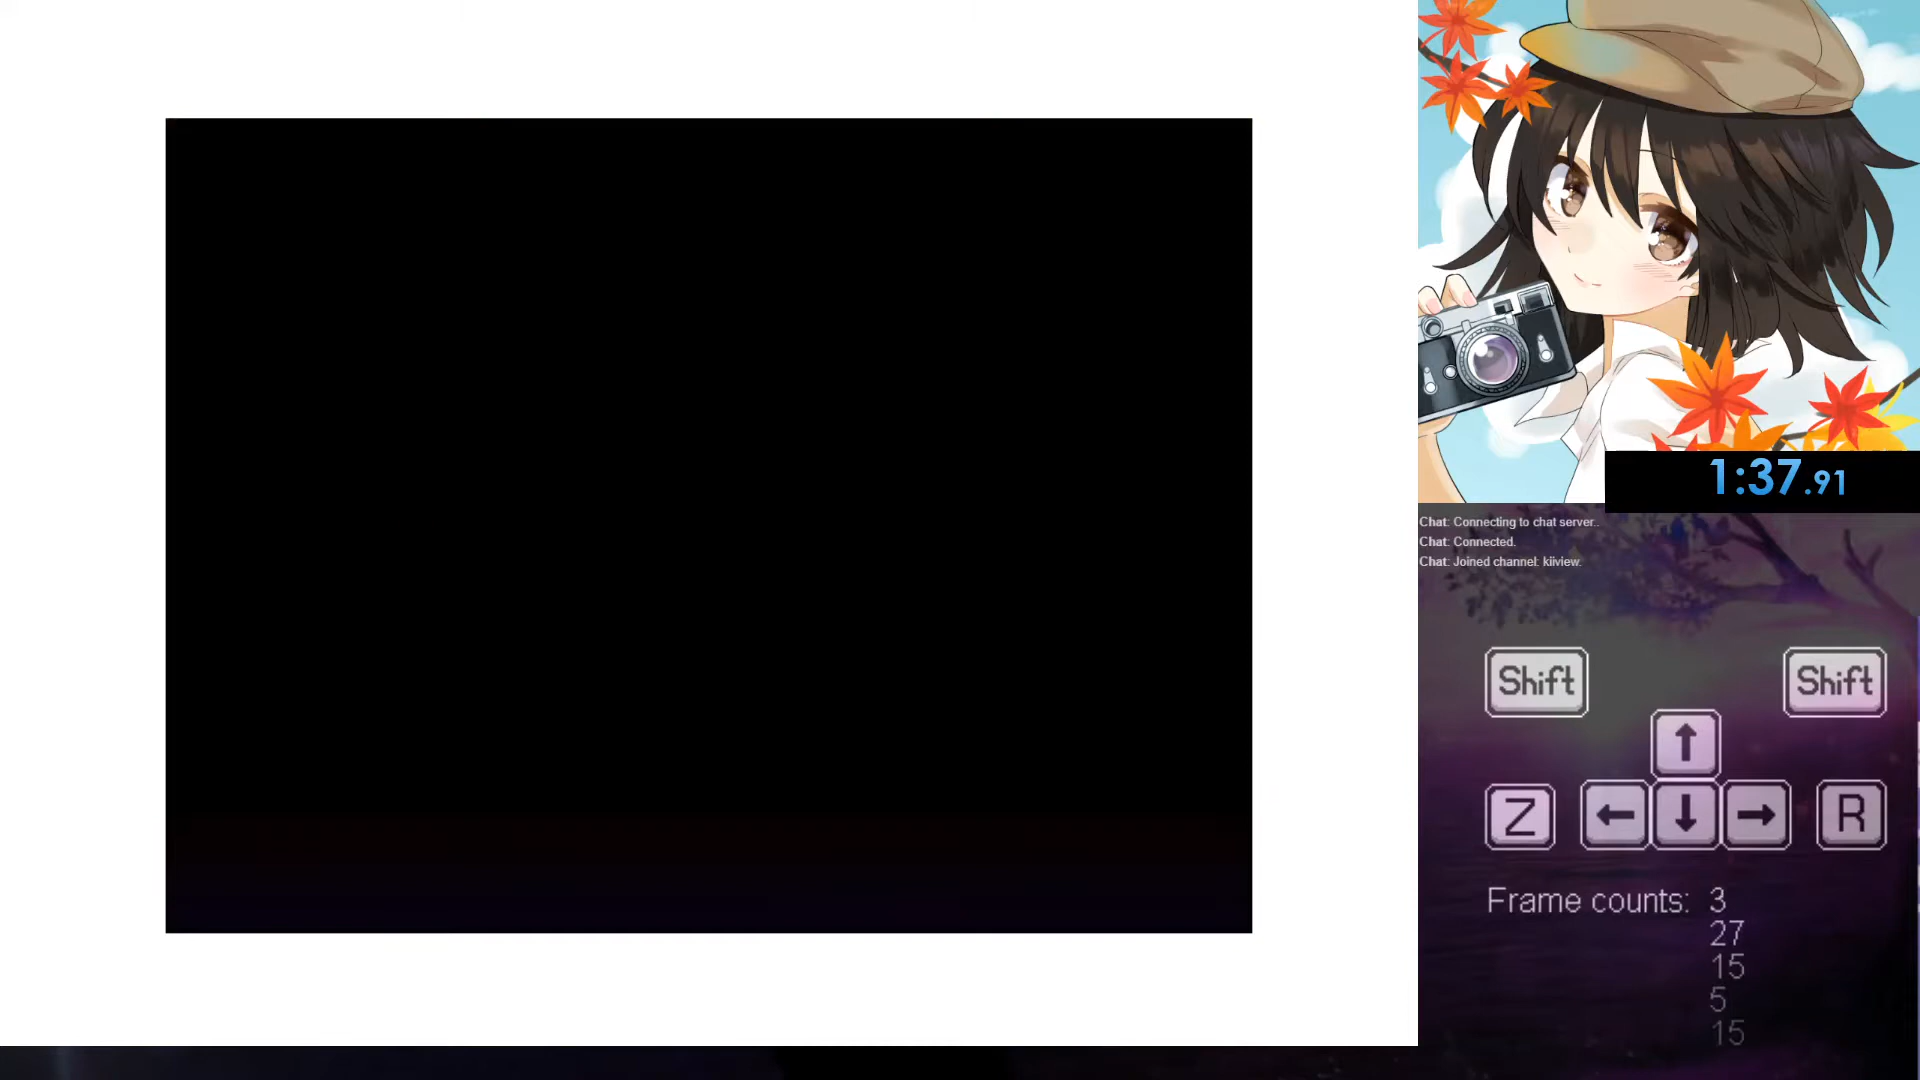 1:37.91
Chat: Connecting to chat server..
Chat: Connected.
Chat: Joined channel: kiiview.
Shift Shift
↑
Z ← ↓ → R
Frame counts: 3
27
15
5
15